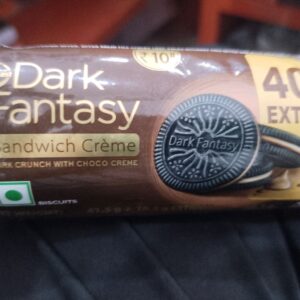 ₹10
Dark
Fantasy
Sandwich Crème
DARK CRUNCH WITH CHOCO CREME
Dark Fantasy
40
EXT
BISCUITS